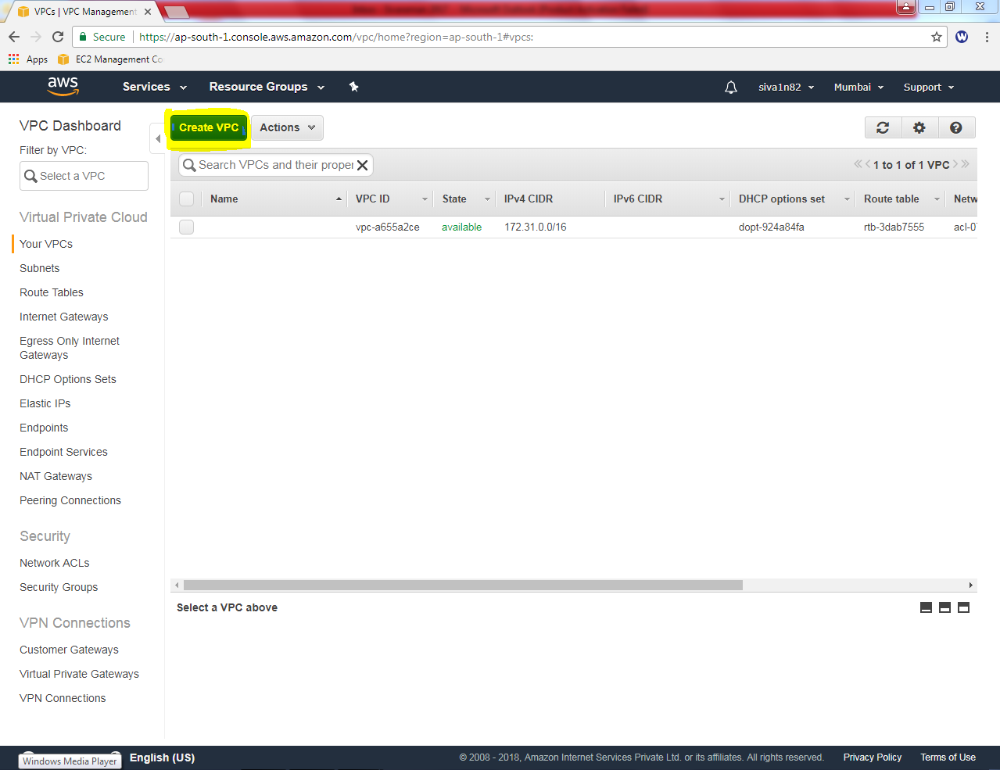 VPCs | VPC Management
Secure https://ap-south-1.console.aws.amazon.com/vpc/home?region=ap-south-1#vpcs:
Apps EC2 Management Co
aws Services Resource Groups siva1n82 Mumbai Support
VPC Dashboard
Filter by VPC:
Select a VPC
Virtual Private Cloud
Your VPCs
Subnets
Route Tables
Internet Gateways
Egress Only Internet
Gateways
DHCP Options Sets
Elastic IPs
Endpoints
Endpoint Services
NAT Gateways
Peering Connections
Security
Network ACLs
Security Groups
VPN Connections
Customer Gateways
Virtual Private Gateways
VPN Connections
Create VPC Actions
Search VPCs and their proper 1 to 1 of 1 VPC
Name VPC ID State IPv4 CIDR IPv6 CIDR DHCP options set Route table Netw
vpc-a655a2ce available 172.31.0.0/16 dopt-924a84fa rtb-3dab7555 acl-0
Select a VPC above
Windows Media Player
English (US) © 2008 - 2018, Amazon Internet Services Private Ltd. or its affiliates. All rights reserved. Privacy Policy Terms of Use